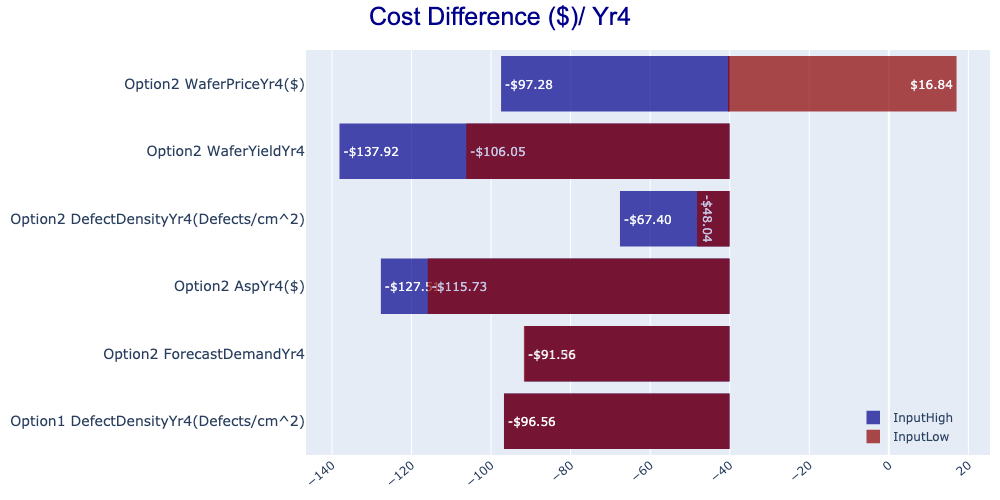 Cost Difference ($)/ Yr4
Option2 WaferPriceYr4($)
-$97.28
$16.84
Option2 WaferYieldYr4
-$137.92
-$106.05
Option2 DefectDensityYr4(Defects/cm^2)
-$67.40
-$48.04
Option2 AspYr4($)
-$115.73
Option2 ForecastDemandYr4
-$91.56
Option1 DefectDensityYr4(Defects/cm^2)
-$96.56
InputHigh
InputLow
−140 −120 −100 −80 −60 −40 −20 0 20